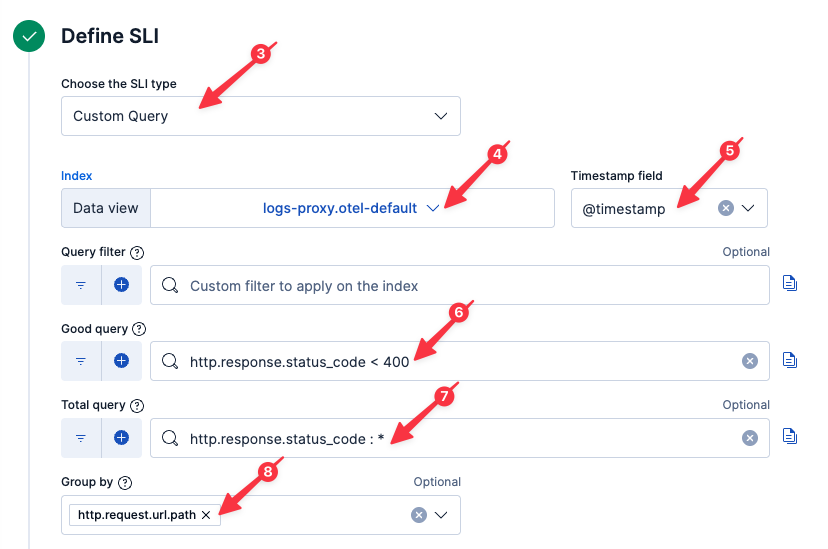 Define SLI
3
Choose the SLI type
Custom Query
4
5
Index
Timestamp field
Data view
logs-proxy.otel-default
@timestamp
Query filter ?
Optional
Custom filter to apply on the index
6
Good query ?
http.response.status_code < 400
7
Total query ?
Optional
http.response.status_code : *
8
Group by ?
Optional
http.request.url.path ×